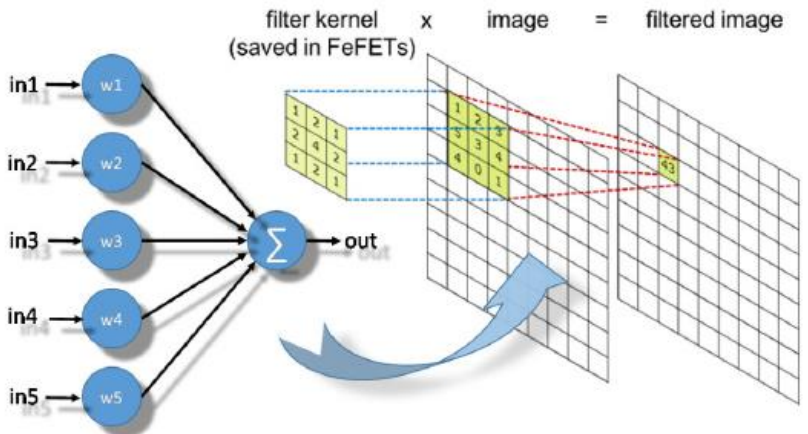 filter kernel x image = filtered image
(saved in FeFETs)
in1 w1
in2 w2
in3 w3 Σ out
in4 w4
in5 w5
1 2 1
2 4 2
1 2 1
1 2 3
3 3 4
4 0 1
43